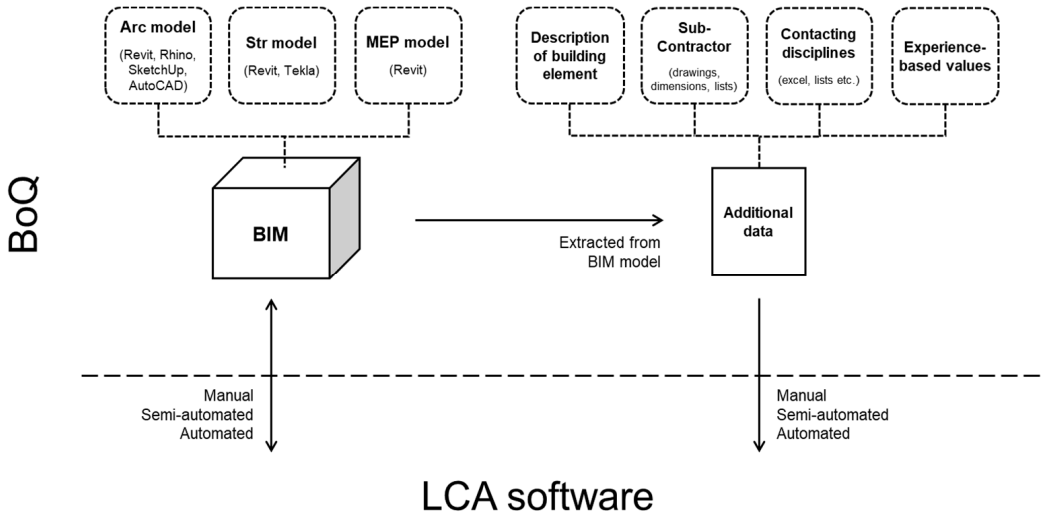 Arc model
(Revit, Rhino,
SketchUp,
AutoCAD)
Str model
(Revit, Tekla)
MEP model
(Revit)
Description
of building
element
Sub-
Contractor
(drawings,
dimensions, lists)
Contacting
disciplines
(excel, lists etc.)
Experience-
based values
BoQ
BIM
Extracted from
BIM model
Additional
data
Manual
Semi-automated
Automated
Manual
Semi-automated
Automated
LCA software